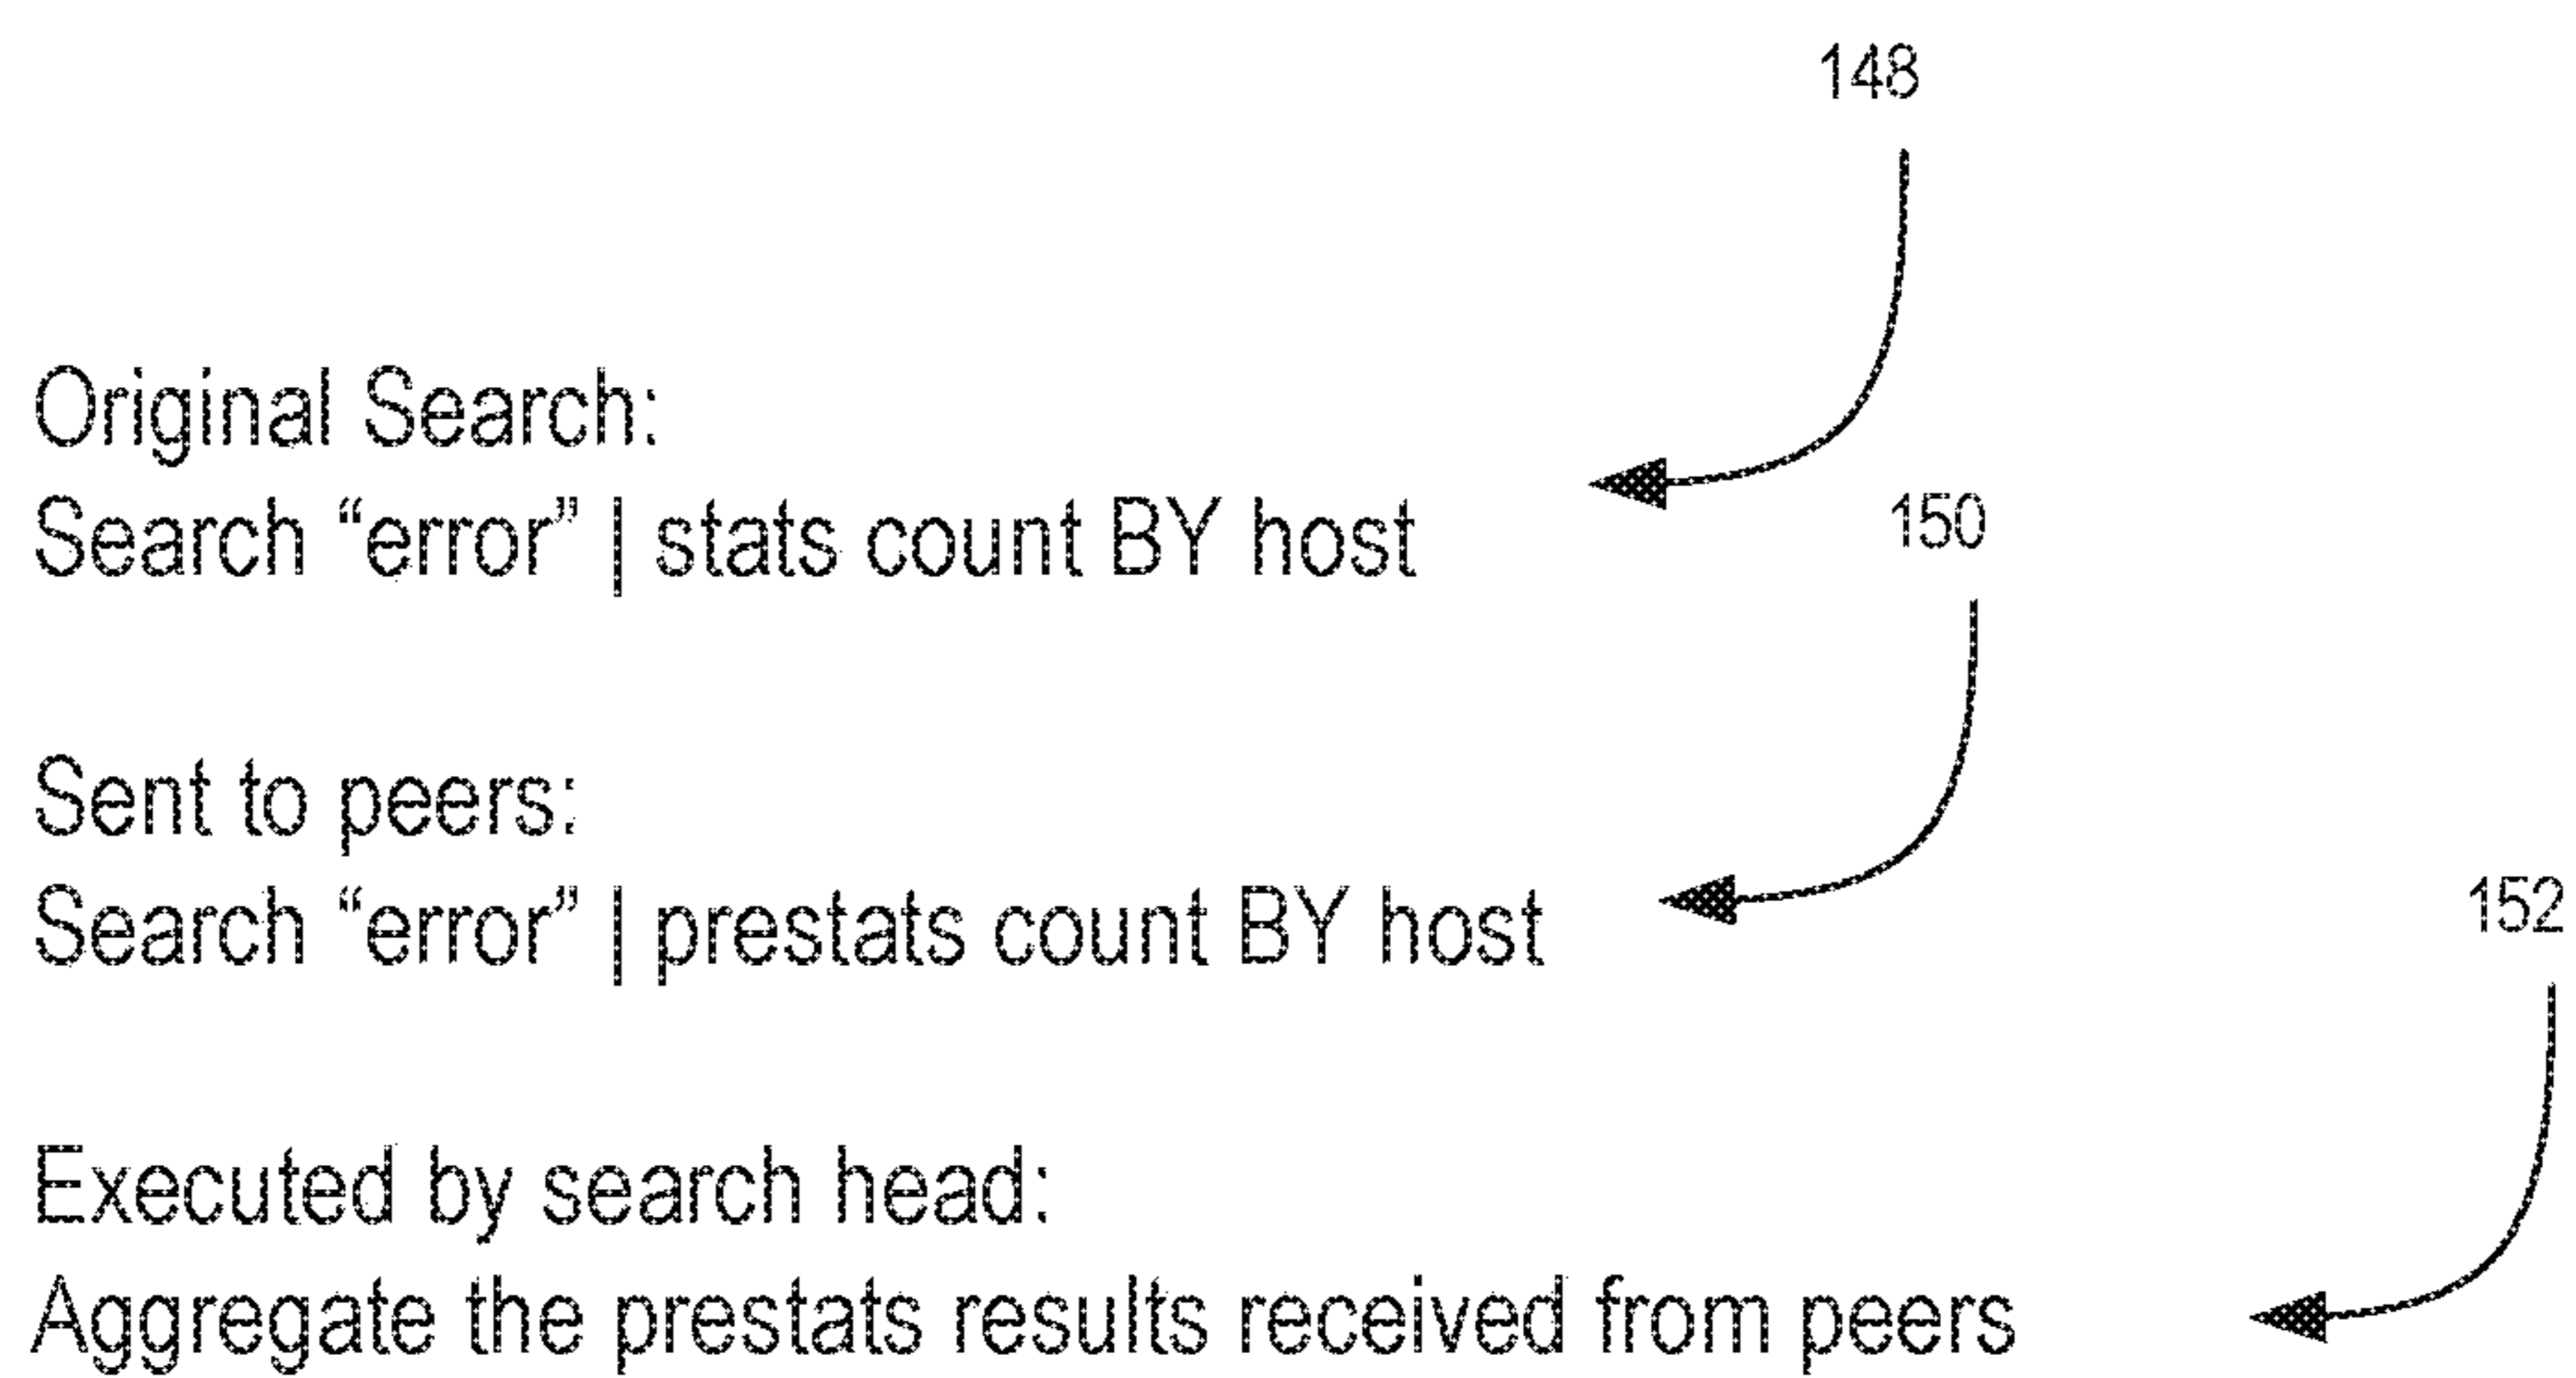 148
Original Search:
Search “error” | stats count BY host
150
Sent to peers:
Search “error” | prestats count BY host
152
Executed by search head:
Aggregate the prestats results received from peers